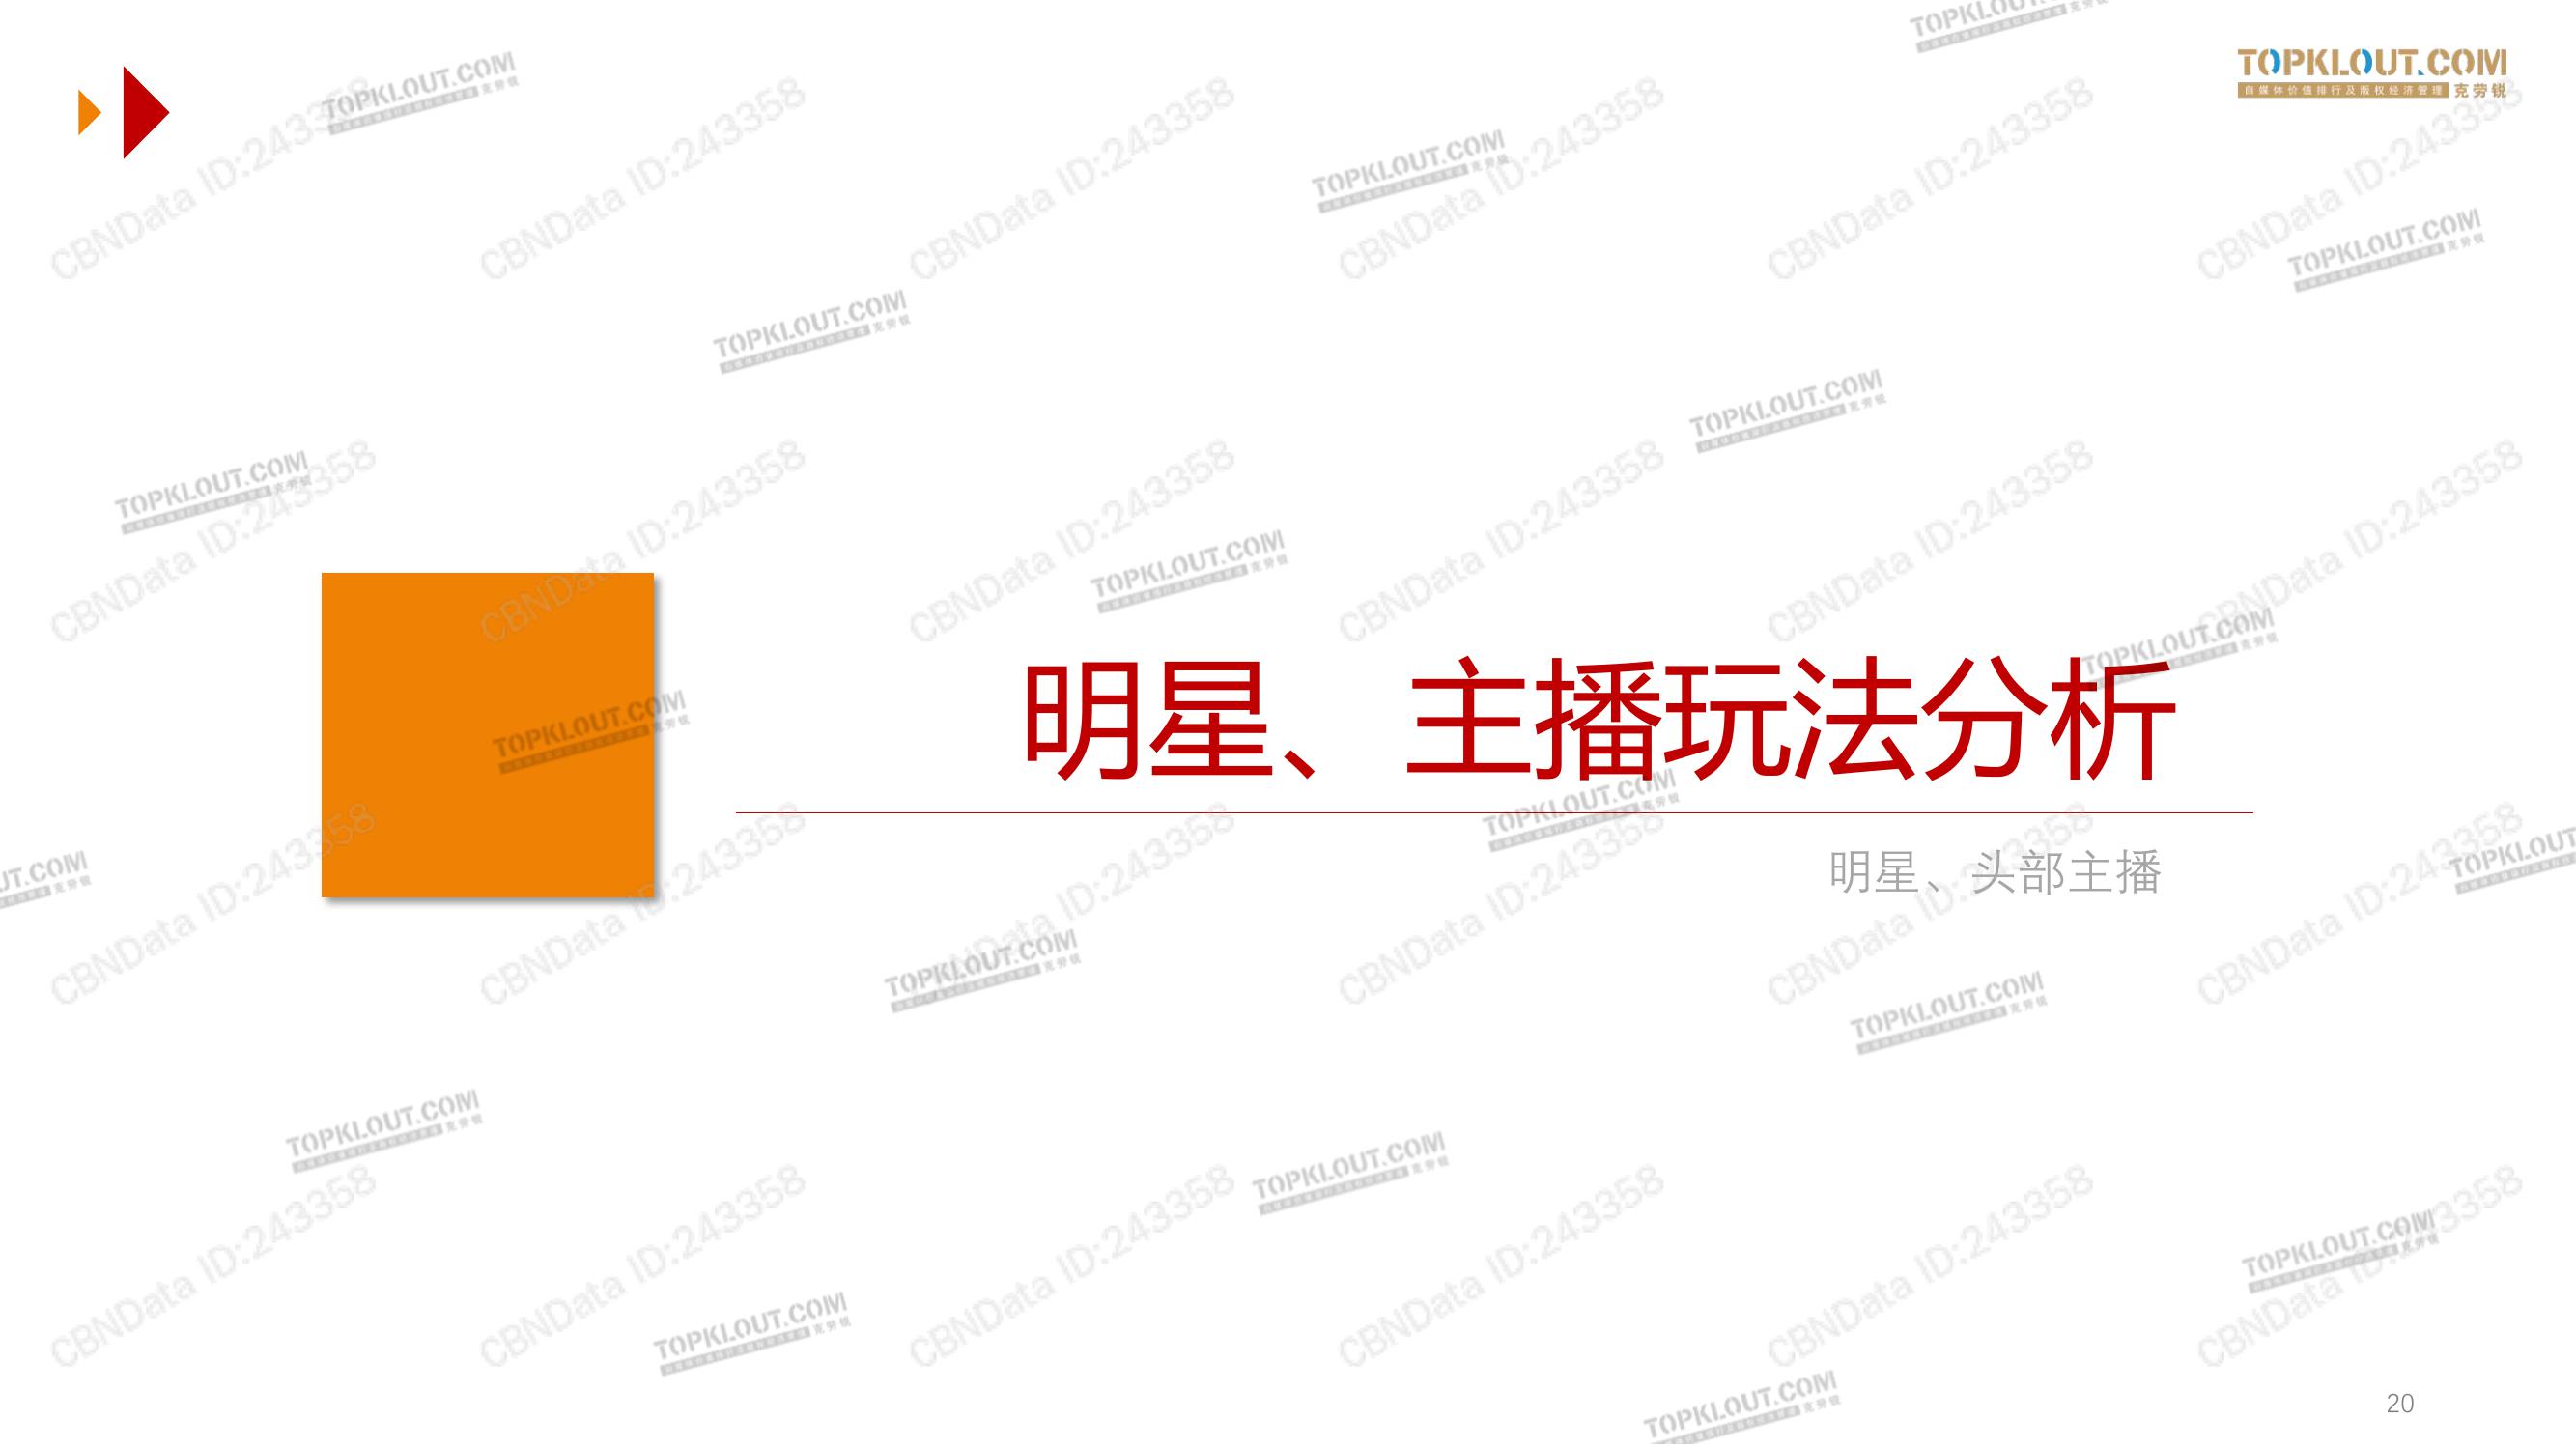 TOPKLOUT.COM
自媒体价值排行及版权经济管理 克劳锐
明星、主播玩法分析
明星、头部主播
CBNData ID:243358
20